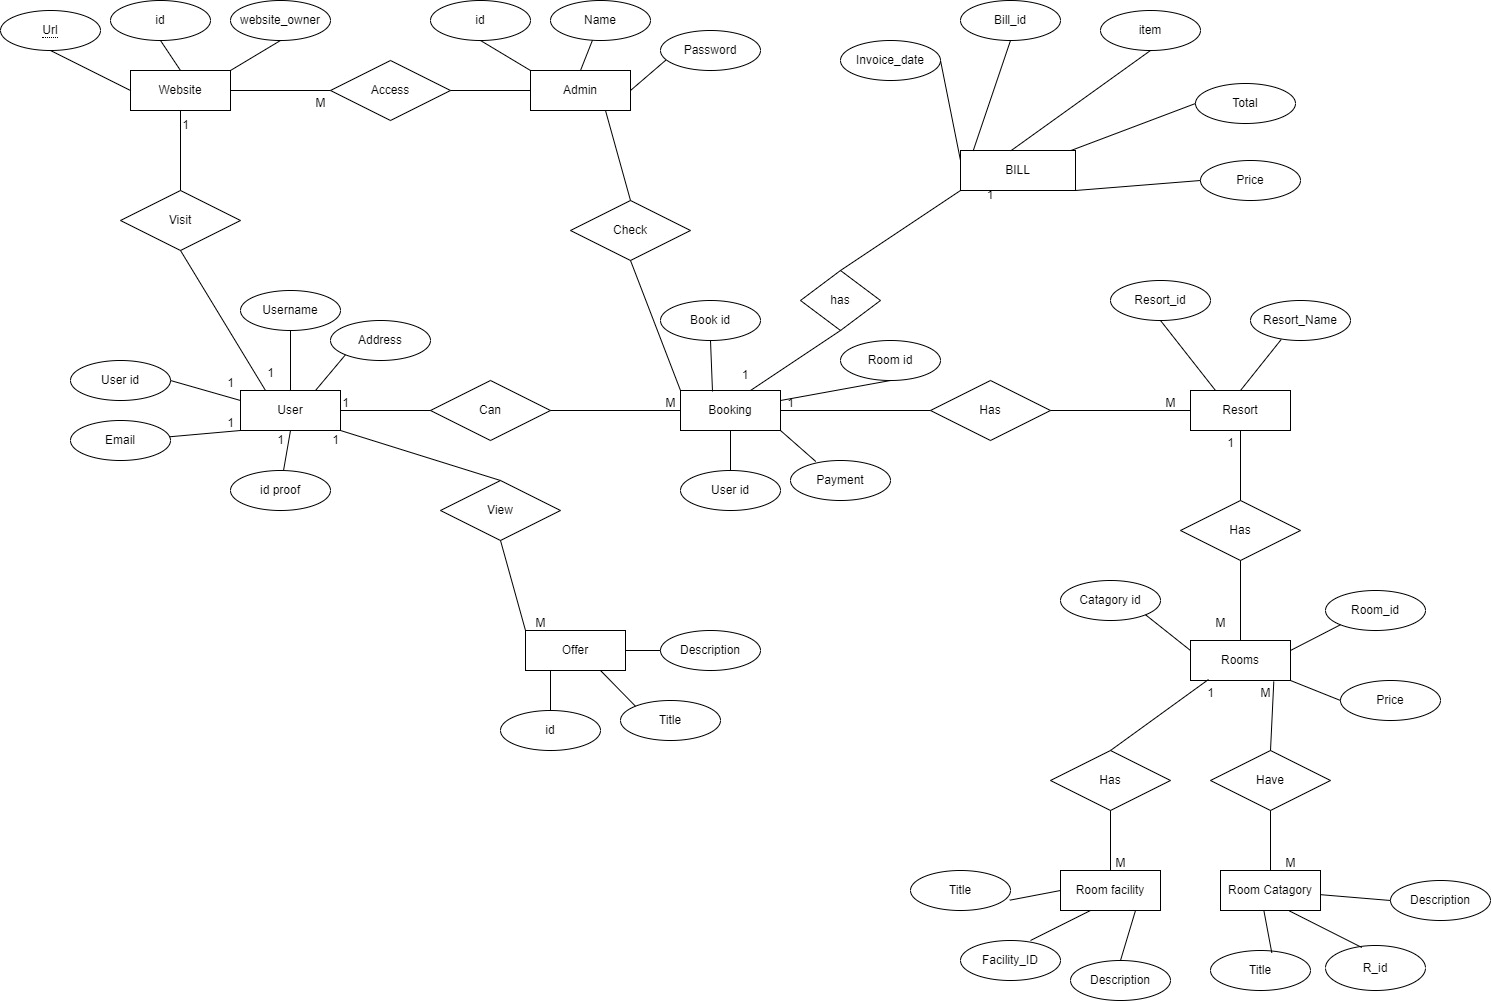 Url
id
website_owner
id
Name
Password
Website
M
Access
Admin
1
Invoice_date
Bill_id
item
Total
Price
BILL
1
Visit
Check
has
Username
Address
User id
Email
id proof
1
1
1
1
1
User
1
Can
M
Book id
Room id
1
Booking
1
User id
Payment
Has
M
Resort_id
Resort_Name
Resort
1
View
M
Offer
Description
id
Title
Has
M
Catagory id
Room_id
Rooms
Price
1
M
Has
Have
M
M
Title
Room facility
Facility_ID
Description
Room Catagory
Description
Title
R_id